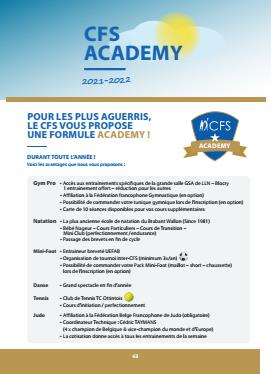 CFS
ACADEMY
2021-2022
POUR LES PLUS AGUERRIS,
LE CFS VOUS PROPOSE
UNE FORMULE ACADEMY !
CFS
ACADEMY
DURANT TOUTE L'ANNÉE !
Voici les avantages que nous vous proposons :
Gym Pro • Accès aux entraînements spécifiques de la grande salle GSA de LLN – Blocry
1 entraînement offert – réduction pour les autres
• Affiliation à la Fédération francophone Gymnastique (en option)
• Possibilité de commander votre tunique gymnique lors de l'inscription (en option)
• Carte de 10 séances disponible pour vos cours supplémentaires
Natation • La plus ancienne école de natation du Brabant Wallon (Since 1981)
• Bébé Nageur – Cours Particuliers – Cours de Transition –
Mini Club (perfectionnement / endurance)
• Passage des brevets en fin de cycle
Mini-Foot • Entraîneur breveté UEFA B
• Organisation de tournoi inter-CFS (minimum 3x/an)
• Possibilité de commander votre Pack Mini-Foot (maillot – short – chaussette)
lors de l'inscription (en option)
Danse • Grand spectacle en fin d'année
Tennis • Club de Tennis TC Ottintois
• Cours d'initiation / perfectionnement
Judo • Affiliation à la Fédération Belge Francophone de Judo (obligatoire)
• Coordinateur Technique : Cédric TAYMANS
(4 x champion de Belgique & vice-champion du monde et d'Europe)
• La cotisation donne accès à tous les entraînements de la semaine